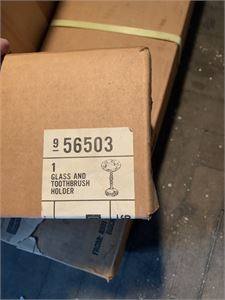 9 56503
1
GLASS AND
TOOTHBRUSH
HOLDER